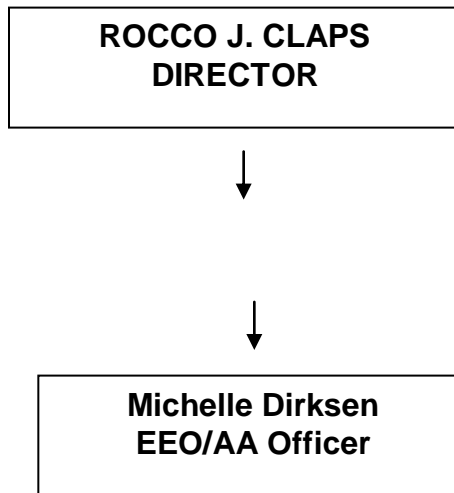 ROCCO J. CLAPS
DIRECTOR
Michelle Dirksen
EEO/AA Officer